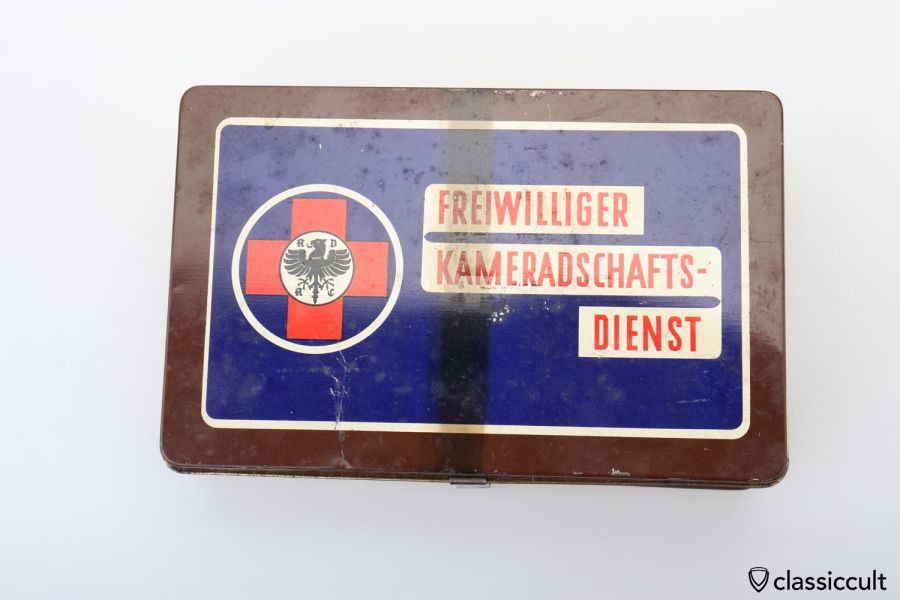 FREIWILLIGER
KAMERADSCHAFTS-
DIENST
A D
A C
classiccult